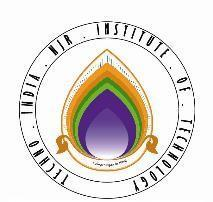 TECHNO · INDIA · NJR · INSTITUTE · OF · TECHNOLOGY